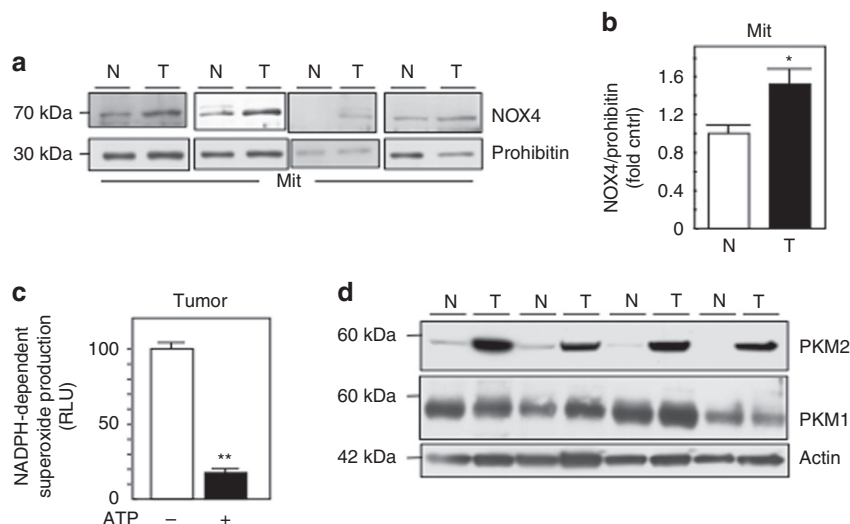 a
N T N T N T N T
70 kDa
NOX4
30 kDa
Prohibitin
Mit
b
Mit
*
1.6
1.2
0.8
0.4
0
NOX4/prohibitin
(fold cntrl)
N T
c
Tumor
100
50
0
**
NADPH-dependent
superoxide production
(RLU)
ATP – +
d
N T N T N T N T
60 kDa
PKM2
60 kDa
PKM1
42 kDa
Actin